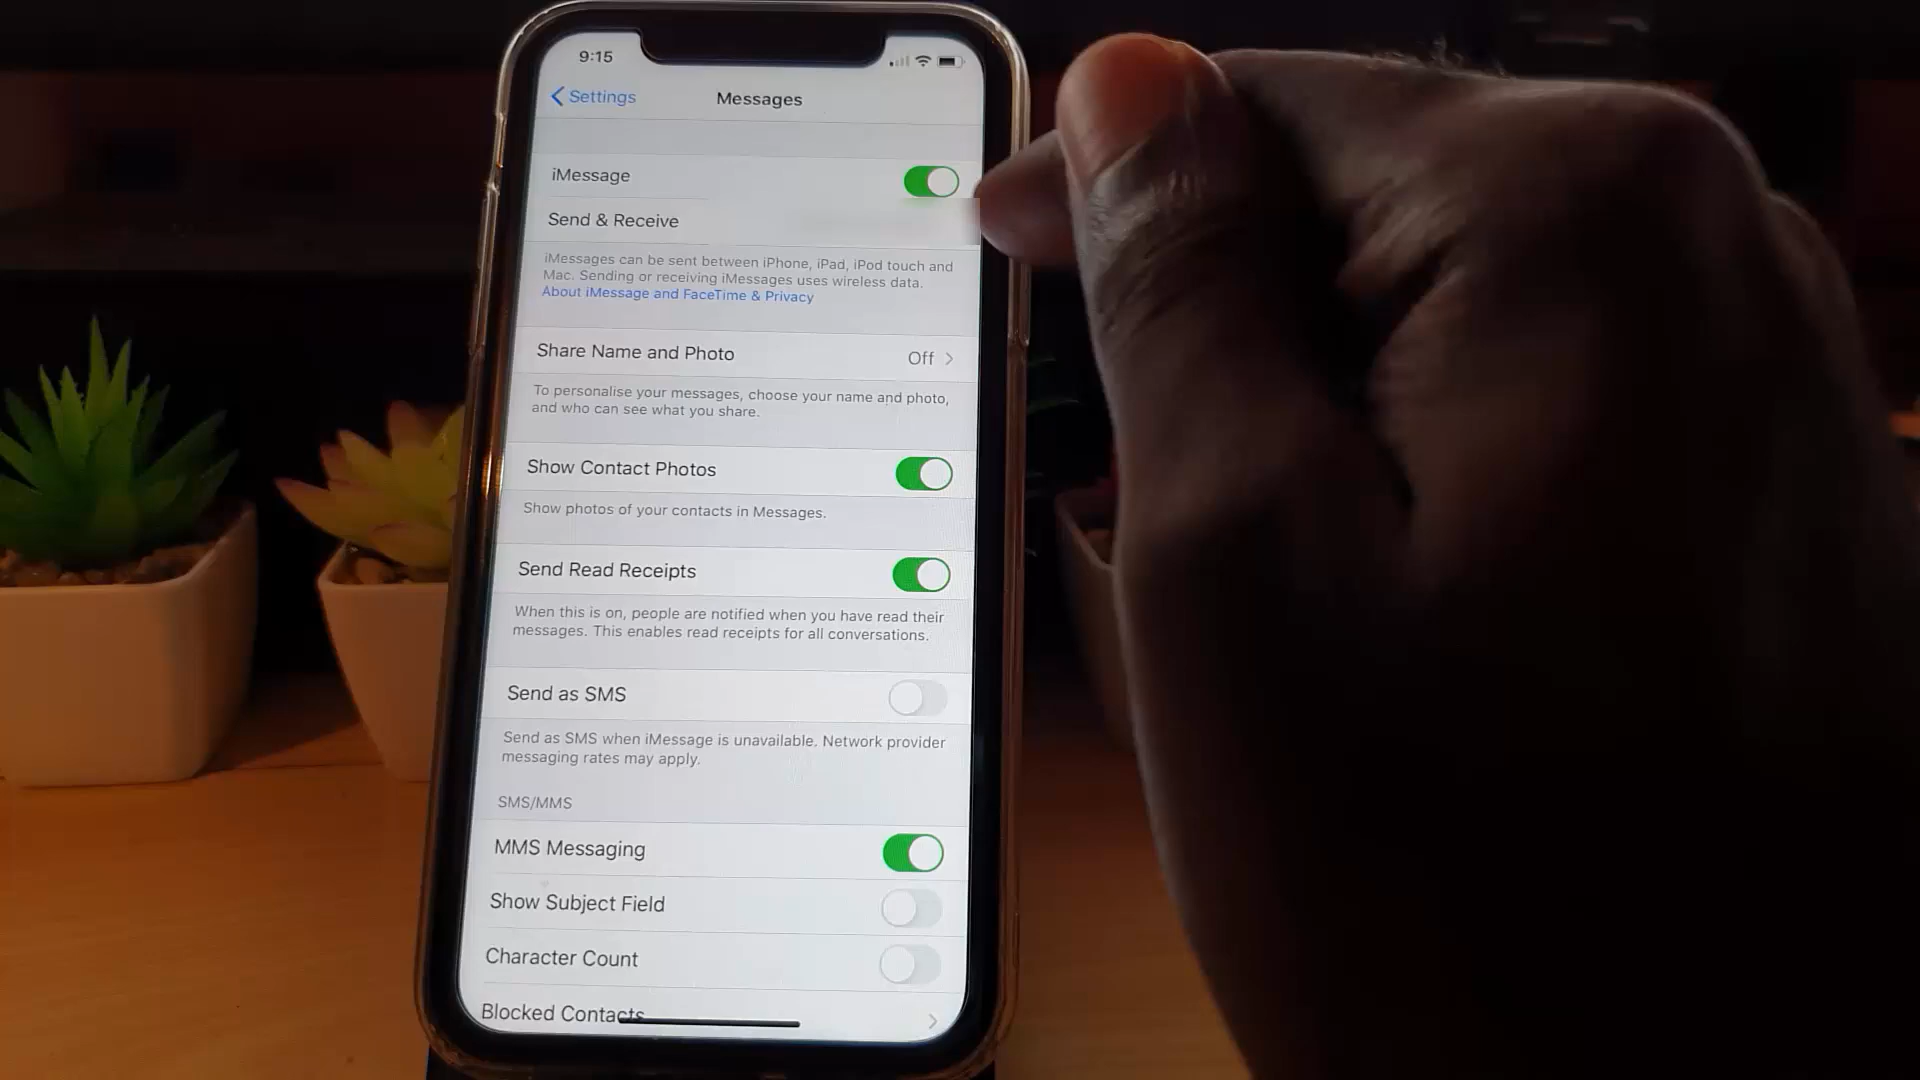 9:15
Settings
Messages
iMessage
Send & Receive
iMessages can be sent between iPhone, iPad, iPod touch and
Mac. Sending or receiving iMessages uses wireless data.
About iMessage and FaceTime & Privacy
Share Name and Photo Off
To personalise your messages, choose your name and photo,
and who can see what you share.
Show Contact Photos
Show photos of your contacts in Messages.
Send Read Receipts
When this is on, people are notified when you have read their
messages. This enables read receipts for all conversations.
Send as SMS
Send as SMS when iMessage is unavailable. Network provider
messaging rates may apply.
SMS/MMS
MMS Messaging
Show Subject Field
Character Count
Blocked Contacts